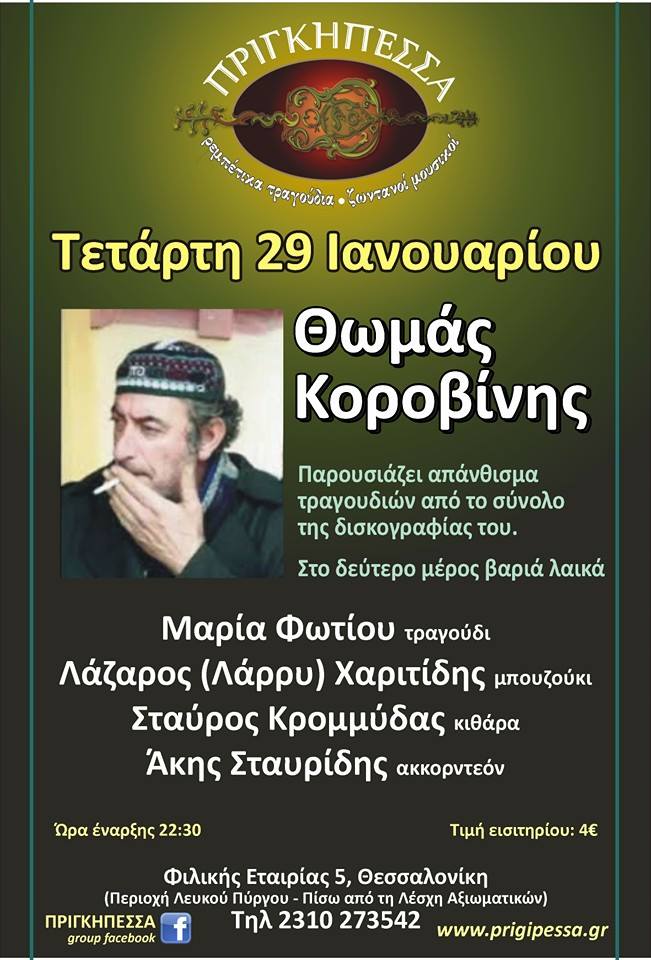 ΠΡΙΓΚΗΠΕΣΣΑ
ρεμπέτικα τραγούδια • ζωντανοί μουσικοί
Τετάρτη 29 Ιανουαρίου
Θωμάς
Κοροβίνης
Παρουσιάζει απάνθισμα
τραγουδιών από το σύνολο
της δισκογραφίας του.
Στο δεύτερο μέρος βαριά λαικά
Μαρία Φωτίου τραγούδι
Λάζαρος (Λάρρυ) Χαριτίδης μπουζούκι
Σταύρος Κρομμύδας κιθάρα
Άκης Σταυρίδης ακκορντεόν
Ώρα έναρξης 22:30
Τιμή εισιτηρίου: 4€
Φιλικής Εταιρίας 5, Θεσσαλονίκη
(Περιοχή Λευκού Πύργου - Πίσω από τη Λέσχη Αξιωματικών)
ΠΡΙΓΚΗΠΕΣΣΑ
group facebook
f
Τηλ 2310 273542
www.prigipessa.gr